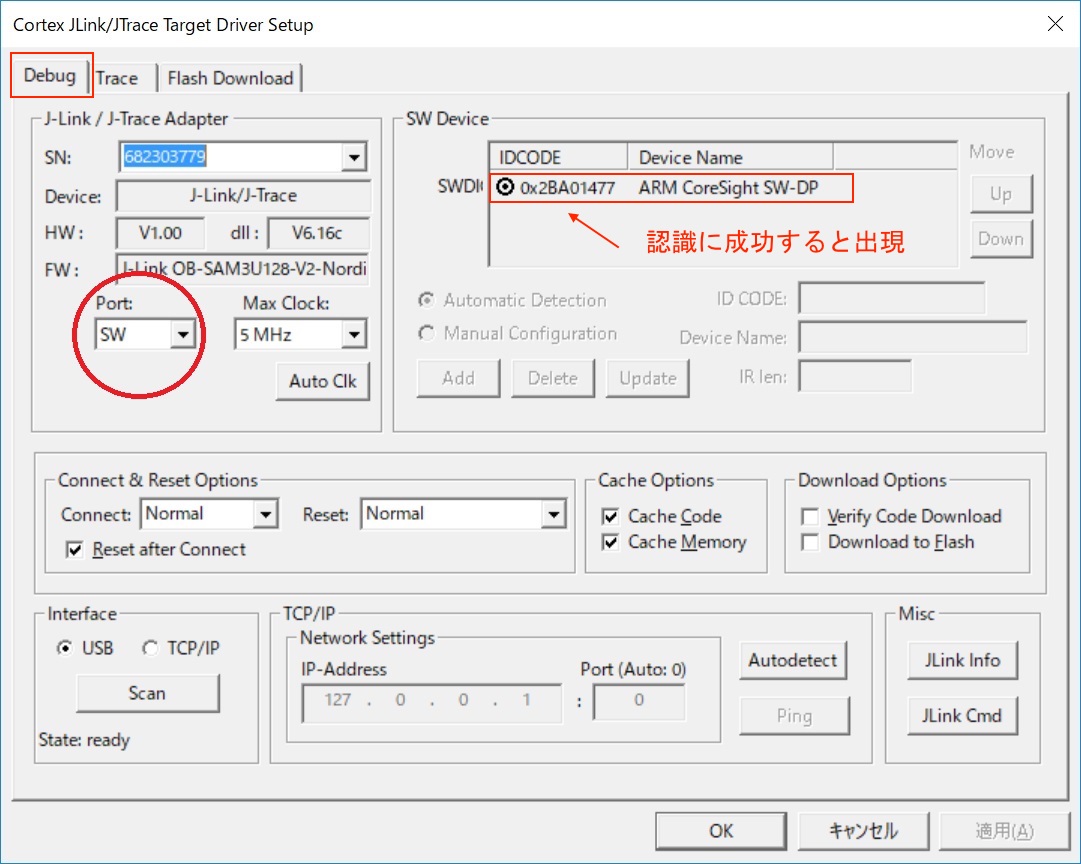 Cortex JLink/JTrace Target Driver Setup
Debug
Trace
Flash Download
J-Link / J-Trace Adapter
SN:
682303779
Device:
J-Link/J-Trace
HW :
V1.00
dll :
V6.16c
FW :
J-Link OB-SAM3U128-V2-Nordi
Port:
SW
Max Clock:
5 MHz
Auto Clk
SW Device
IDCODE
Device Name
Move
SWDI
0x2BA01477
ARM CoreSight SW-DP
Up
Down
認識に成功すると出現
Automatic Detection
Manual Configuration
ID CODE:
Device Name:
IR len:
Add
Delete
Update
Connect & Reset Options
Connect:
Normal
Reset:
Normal
Reset after Connect
Cache Options
Cache Code
Cache Memory
Download Options
Verify Code Download
Download to Flash
Interface
USB
TCP/IP
Scan
State: ready
TCP/IP
Network Settings
IP-Address
Port (Auto: 0)
127 . 0 . 0 . 1
:
0
Autodetect
Ping
Misc
JLink Info
JLink Cmd
OK
キャンセル
適用(A)